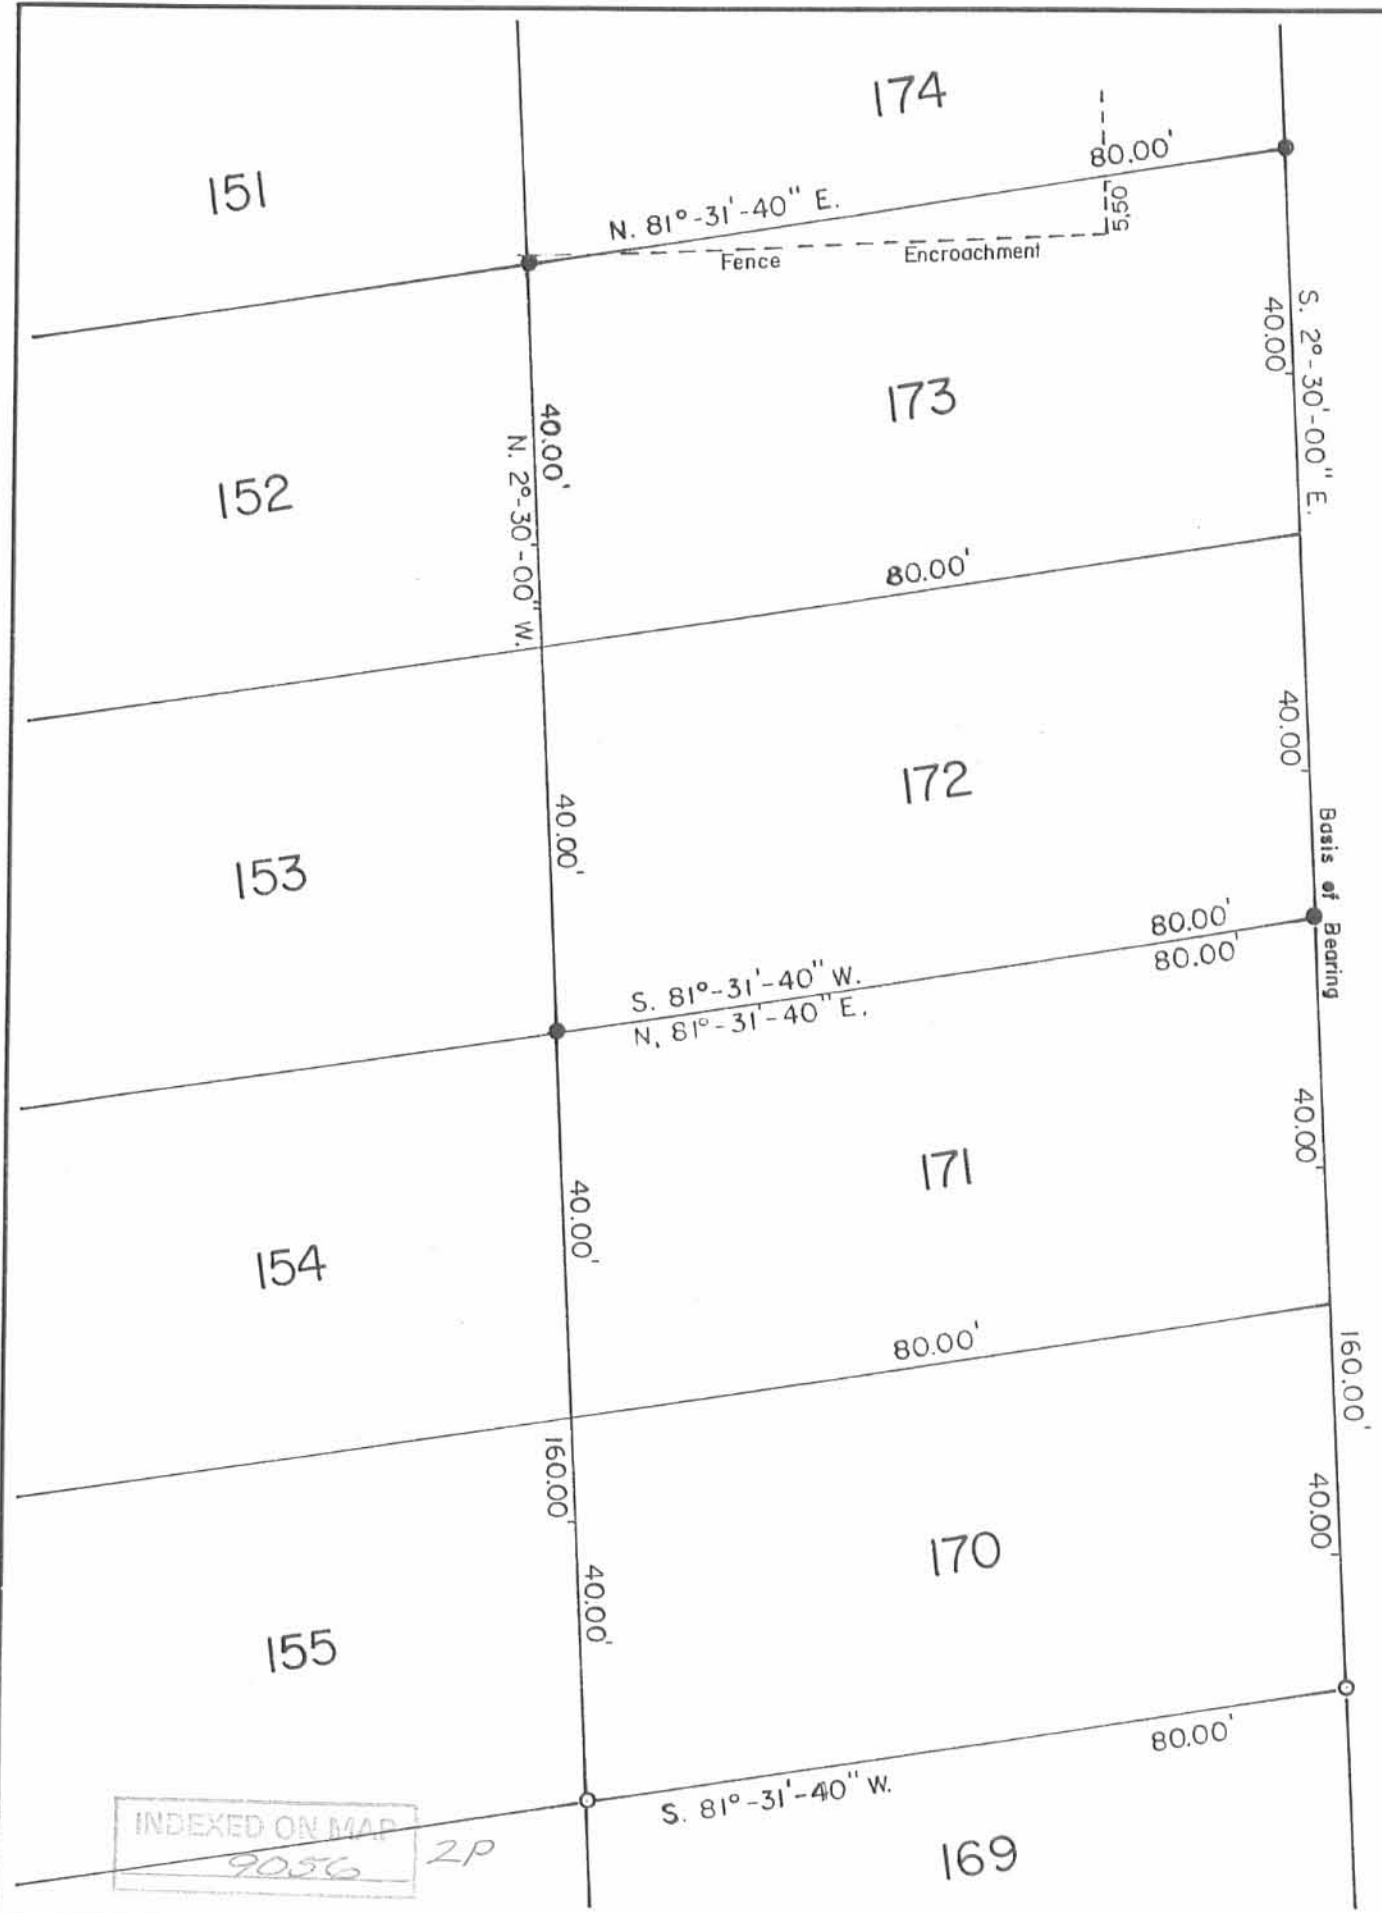 174
80.00'
151
N. 81°-31'-40" E.
5.50'
Fence Encroachment
S. 2°-30'-00" E.
40.00'
173
40.00'
N. 2°-30'-00" W.
152
80.00'
40.00'
172
40.00'
Basis of Bearing
153
80.00'
80.00'
S. 81°-31'-40" W.
N, 81°-31'-40" E.
40.00'
171
40.00'
154
80.00'
160.00'
160.00'
40.00'
170
40.00'
155
80.00'
S. 81°-31'-40" W.
INDEXED ON MAP
9056
2P
169